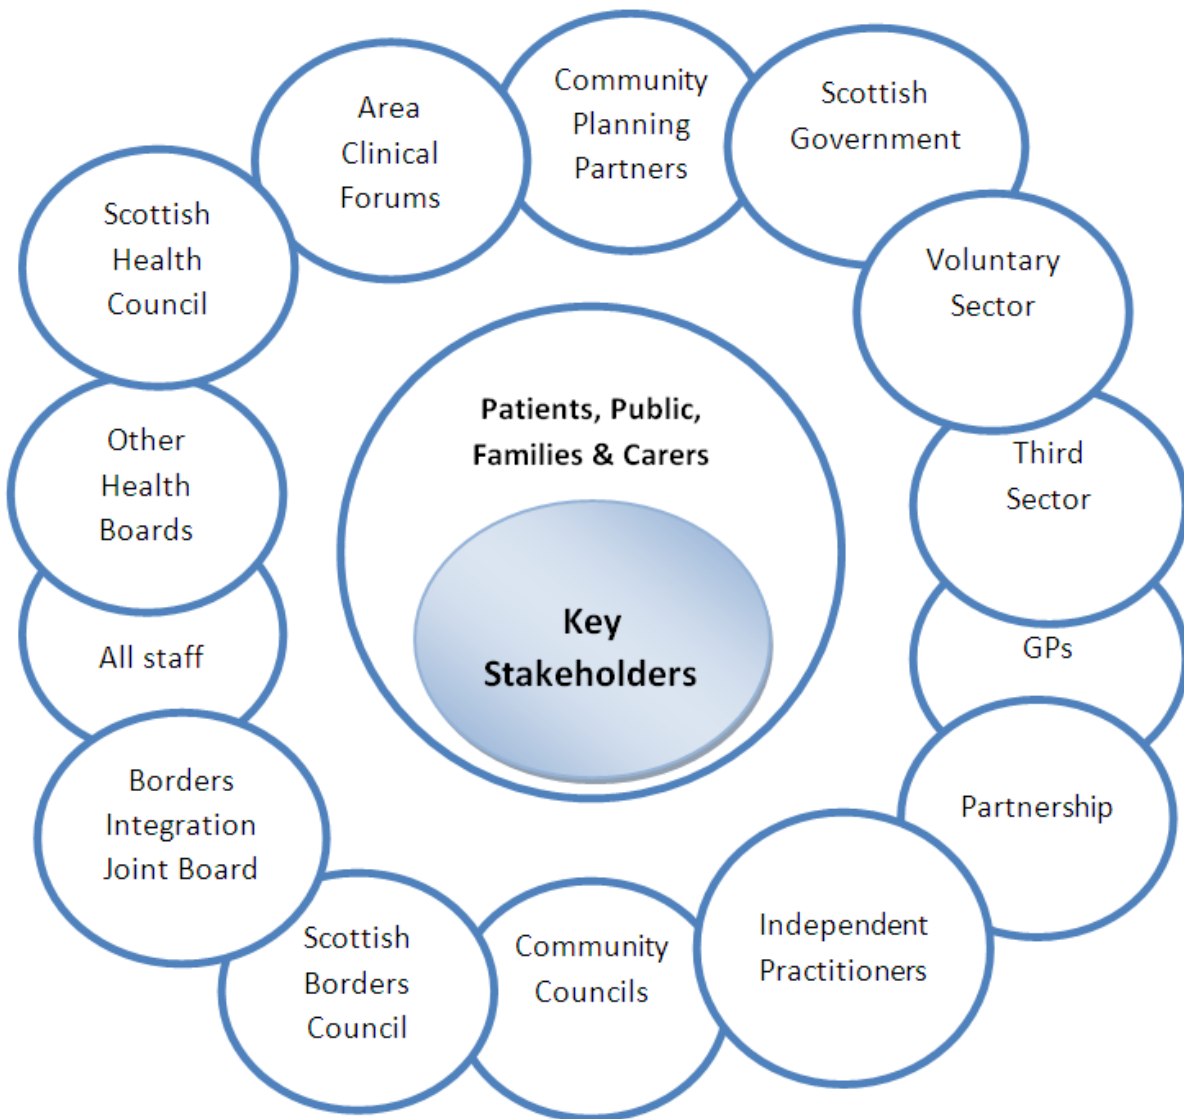 Community
Planning
Partners
Scottish
Government
Voluntary
Sector
Third
Sector
GPs
Partnership
Independent
Practitioners
Community
Councils
Scottish
Borders
Council
Borders
Integration
Joint Board
All staff
Other
Health
Boards
Scottish
Health
Council
Area
Clinical
Forums
Patients, Public,
Families & Carers
Key
Stakeholders